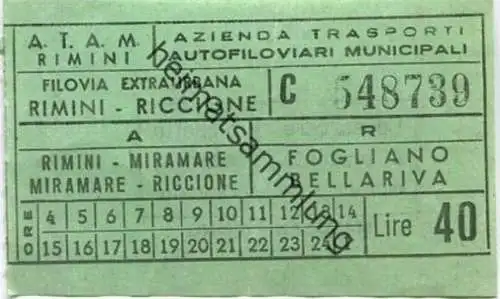 A.T.A.M. RIMINI
AZIENDA TRASPORTI AUTOFILOVIARI MUNICIPALI
FILOVIA EXTRAURBANA
RIMINI - RICCIONE
C 548739
A
RIMINI - MIRAMARE
MIRAMARE - RICCIONE
R
FOGLIANO
BELLARIVA
ORE
4 5 6 7 8 9 10 11 12 13 14
15 16 17 18 19 20 21 22 23 24
Lire 40
heimatsammlung